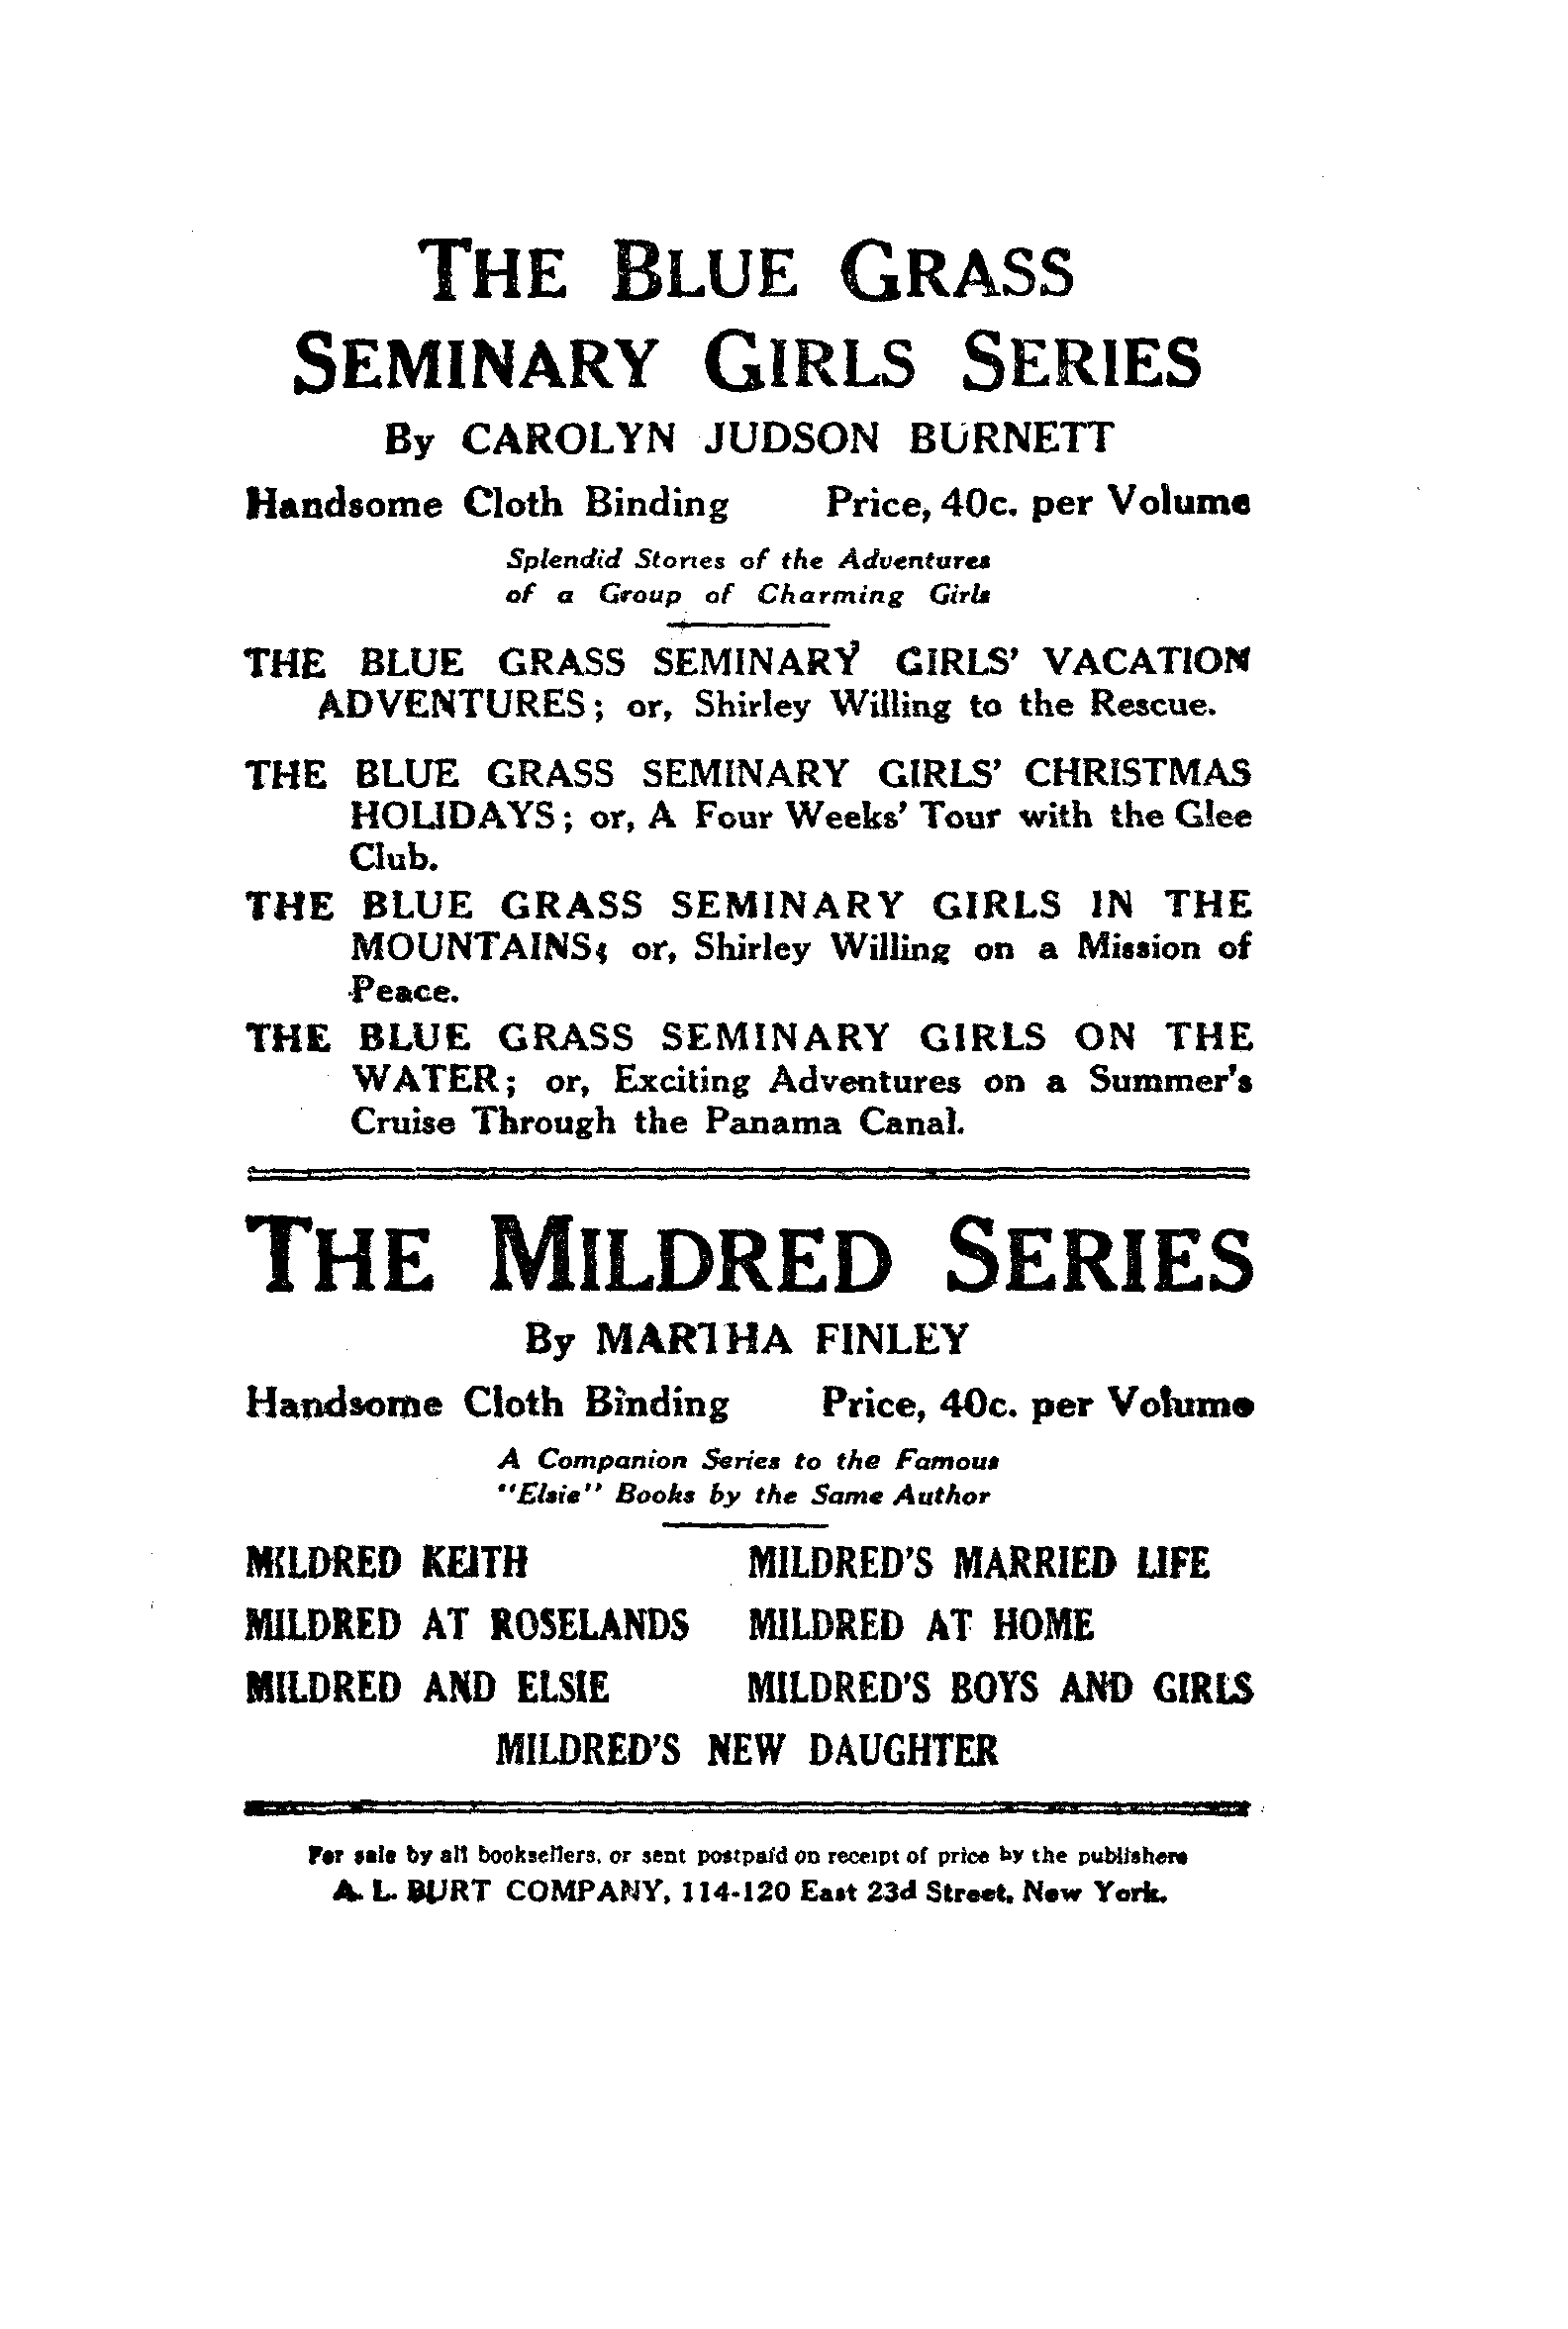 THE BLUE GRASS
SEMINARY GIRLS SERIES
By CAROLYN JUDSON BURNETT
Handsome Cloth Binding Price, 40c. per Volume
Splendid Stories of the Adventures
of a Group of Charming Girls
THE BLUE GRASS SEMINARY GIRLS' VACATION
ADVENTURES; or, Shirley Willing to the Rescue.
THE BLUE GRASS SEMINARY GIRLS' CHRISTMAS
HOLIDAYS; or, A Four Weeks' Tour with the Glee
Club.
THE BLUE GRASS SEMINARY GIRLS IN THE
MOUNTAINS; or, Shirley Willing on a Mission of
Peace.
THE BLUE GRASS SEMINARY GIRLS ON THE
WATER; or, Exciting Adventures on a Summer's
Cruise Through the Panama Canal.
THE MILDRED SERIES
By MARTHA FINLEY
Handsome Cloth Binding Price, 40c. per Volume
A Companion Series to the Famous
"Elsie" Books by the Same Author
MILDRED KEITH MILDRED'S MARRIED LIFE
MILDRED AT ROSELANDS MILDRED AT HOME
MILDRED AND ELSIE MILDRED'S BOYS AND GIRLS
MILDRED'S NEW DAUGHTER
For sale by all booksellers, or sent postpaid on receipt of price by the publishers
A. L. BURT COMPANY, 114-120 East 23d Street, New York.